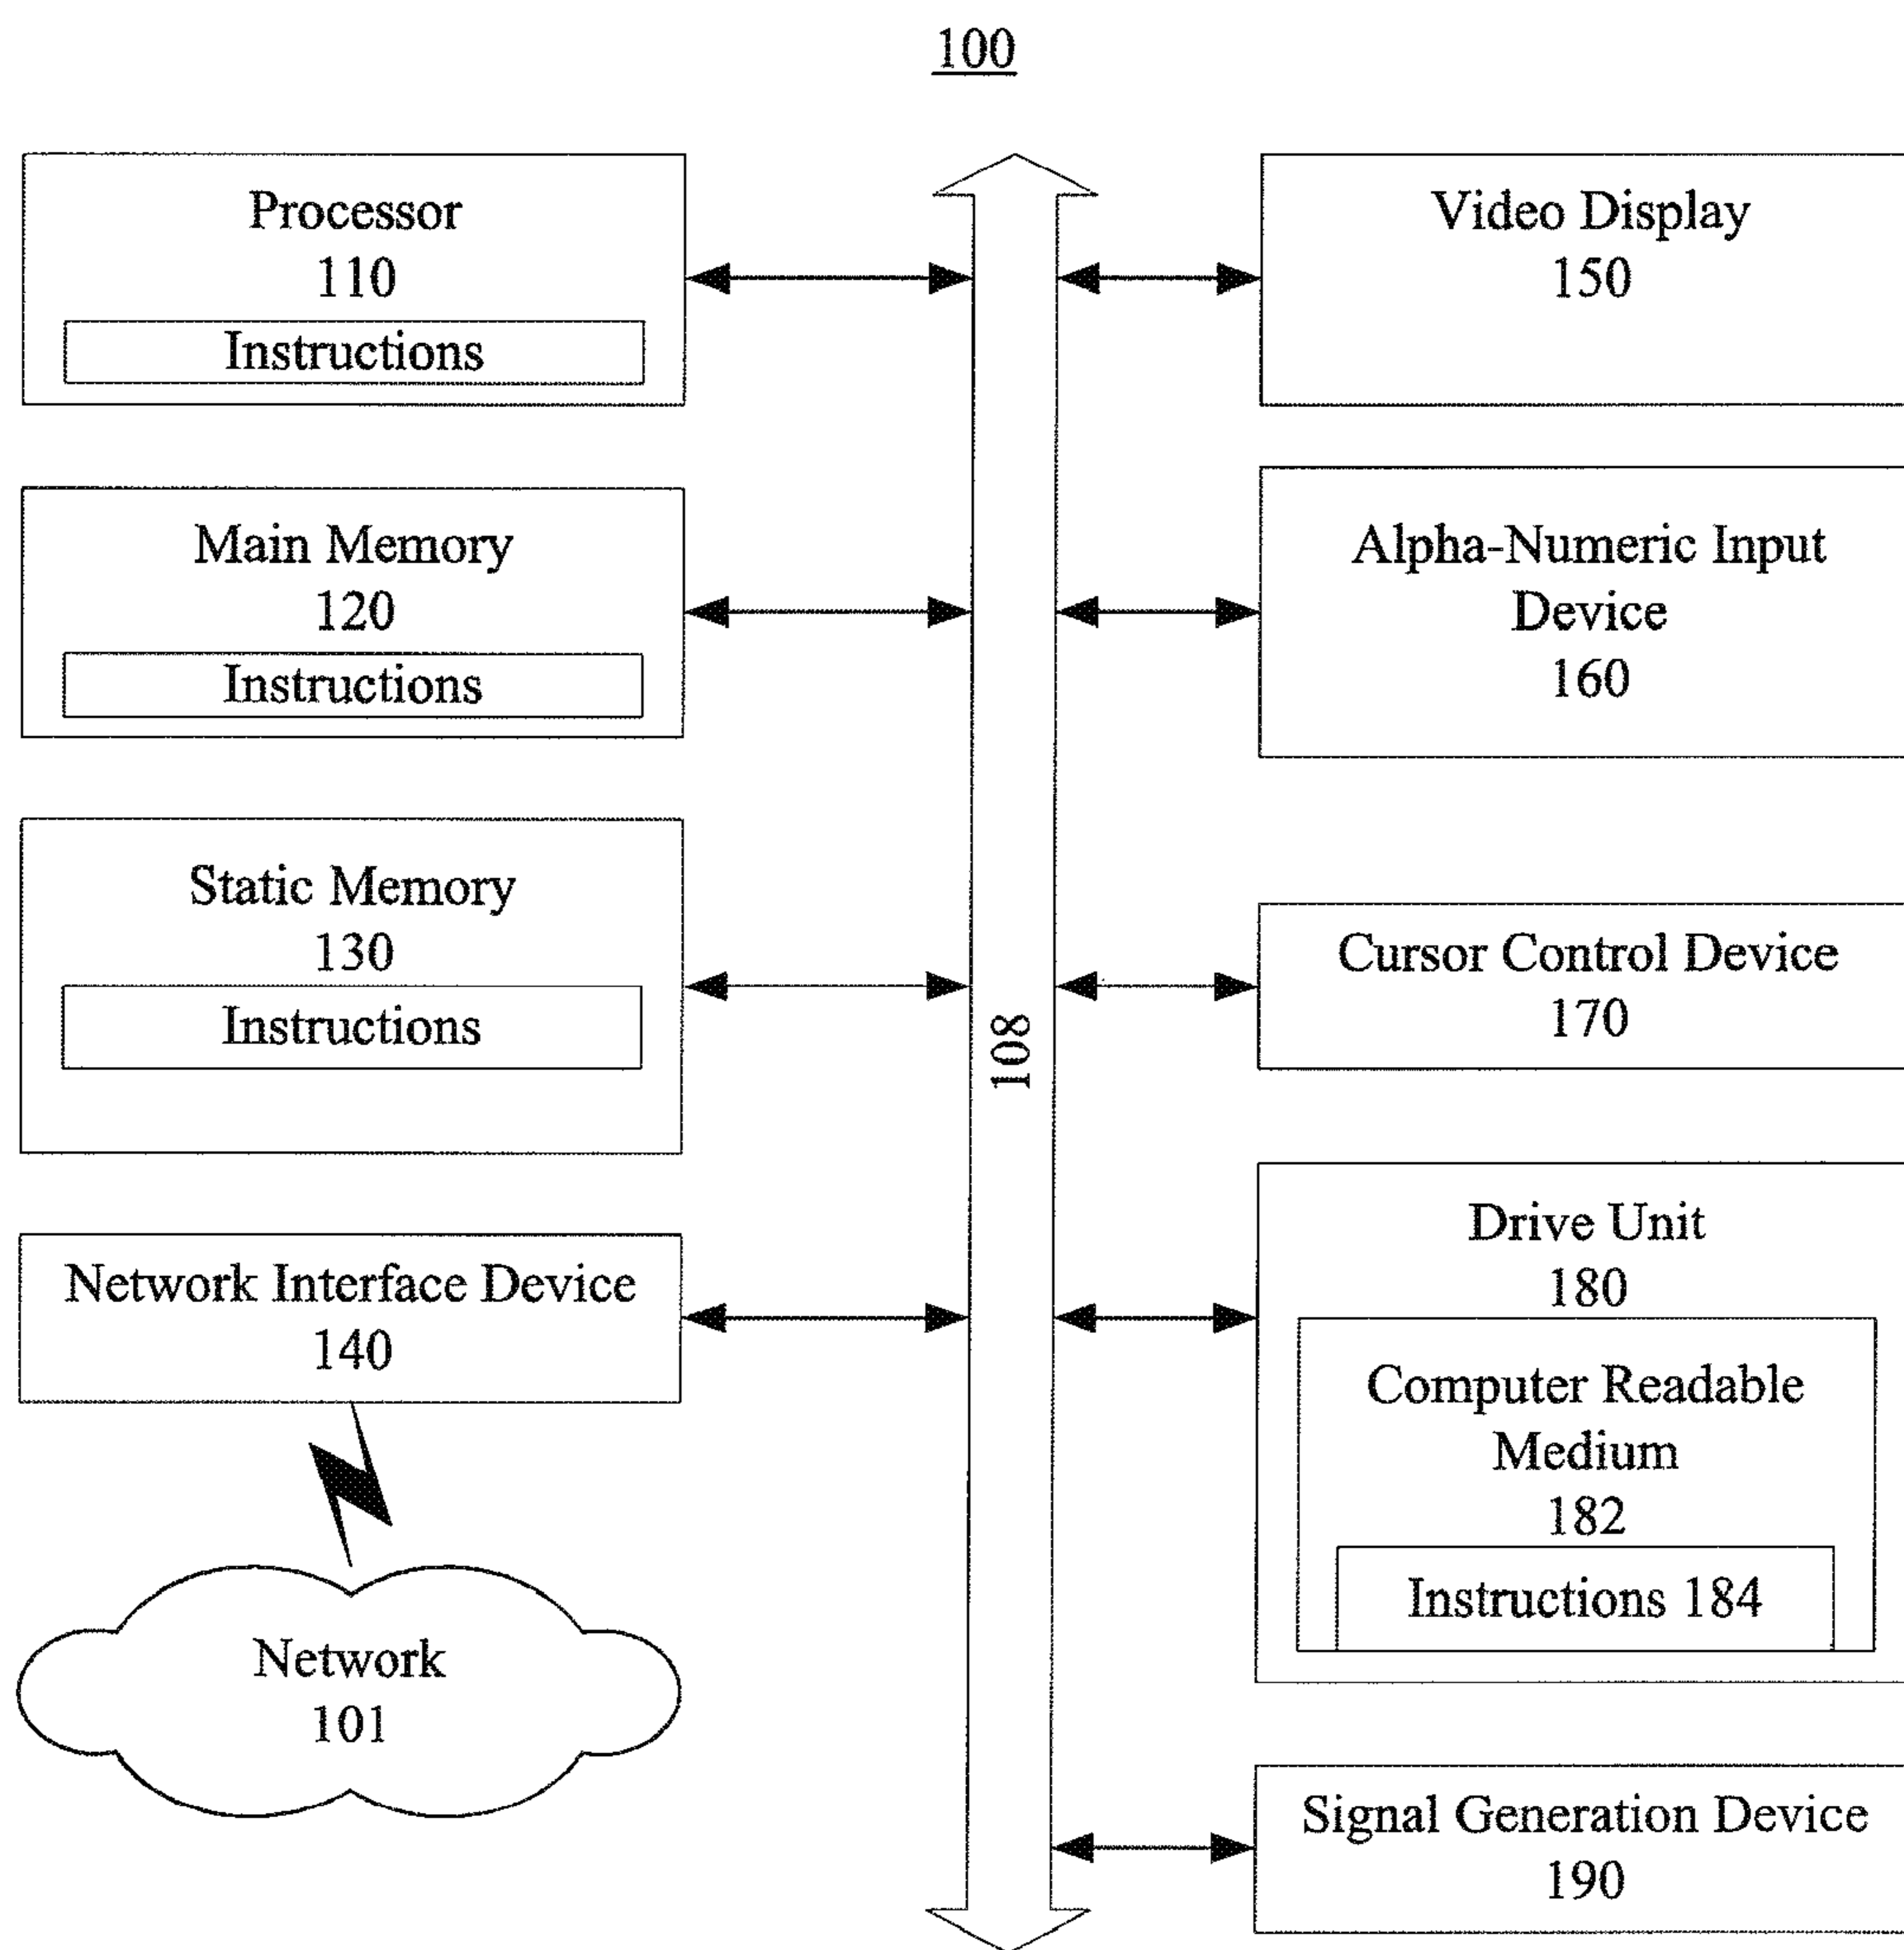 100
Processor
110
Instructions
Main Memory
120
Instructions
Static Memory
130
Instructions
Network Interface Device
140
Network
101
108
Video Display
150
Alpha-Numeric Input
Device
160
Cursor Control Device
170
Drive Unit
180
Computer Readable
Medium
182
Instructions 184
Signal Generation Device
190